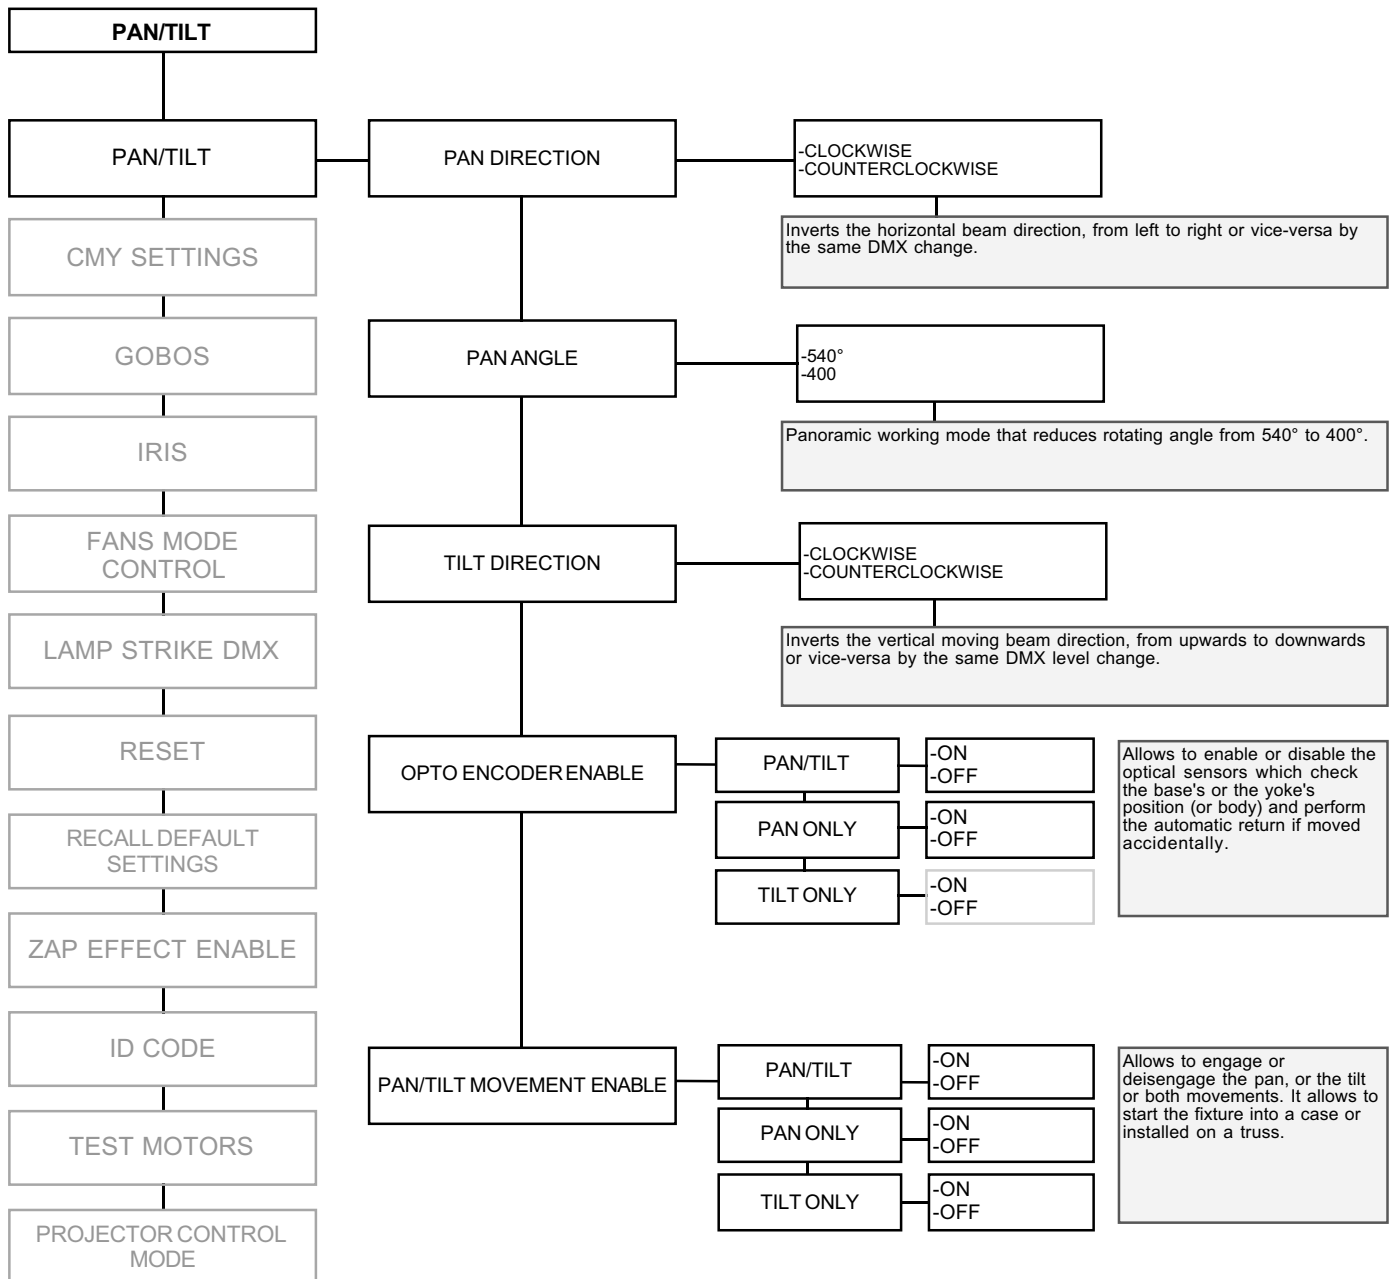 PAN/TILT
PAN/TILT
PAN DIRECTION
-CLOCKWISE
-COUNTERCLOCKWISE
Inverts the horizontal beam direction, from left to right or vice-versa by
the same DMX change.
CMY SETTINGS
GOBOS
PAN ANGLE
-540°
-400
Panoramic working mode that reduces rotating angle from 540° to 400°.
IRIS
FANS MODE
CONTROL
TILT DIRECTION
-CLOCKWISE
-COUNTERCLOCKWISE
Inverts the vertical moving beam direction, from upwards to downwards
or vice-versa by the same DMX level change.
LAMP STRIKE DMX
RESET
OPTO ENCODER ENABLE
PAN/TILT
-ON
-OFF
PAN ONLY
-ON
-OFF
TILT ONLY
-ON
-OFF
Allows to enable or disable the
optical sensors which check
the base's or the yoke's
position (or body) and perform
the automatic return if moved
accidentally.
RECALL DEFAULT
SETTINGS
ZAP EFFECT ENABLE
ID CODE
PAN/TILT MOVEMENT ENABLE
PAN/TILT
-ON
-OFF
PAN ONLY
-ON
-OFF
TILT ONLY
-ON
-OFF
Allows to engage or
deisengage the pan, or the tilt
or both movements. It allows to
start the fixture into a case or
installed on a truss.
TEST MOTORS
PROJECTOR CONTROL
MODE